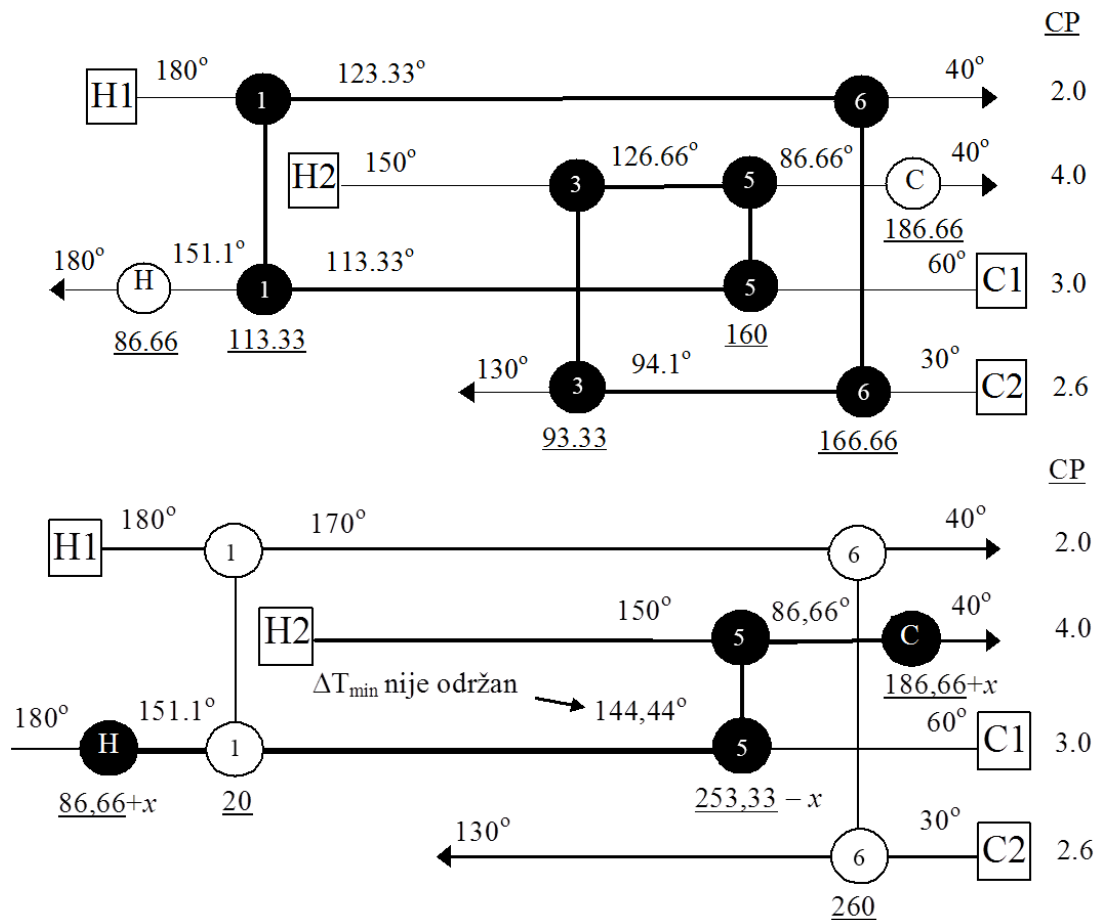 CP
180° 123.33° 40°
H1 1 6 2.0
150° 126.66° 86.66° 40°
H2 3 5 C 4.0
186.66
180° 151.1° 113.33° 60°
H 1 5 C1 3.0
86.66 113.33 160
130° 94.1° 30°
3 6 C2 2.6
93.33 166.66
CP
180° 170° 40°
H1 1 6 2.0
150° 86,66° 40°
H2 5 C 4.0
186,66+x
ΔTmin nije održan
180° 151.1° 144,44° 60°
H 1 5 C1 3.0
86,66+x 20 253,33 – x
130° 30°
6 C2 2.6
260